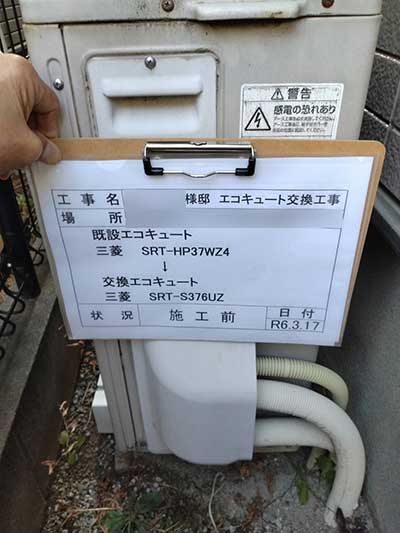 警告
感電の恐れあり
工事名 様邸 エコキュート交換工事
場所
既設エコキュート
三菱 SRT-HP37WZ4
↓
交換エコキュート
三菱 SRT-S376UZ
状況 施工前 日付
R6.3.17